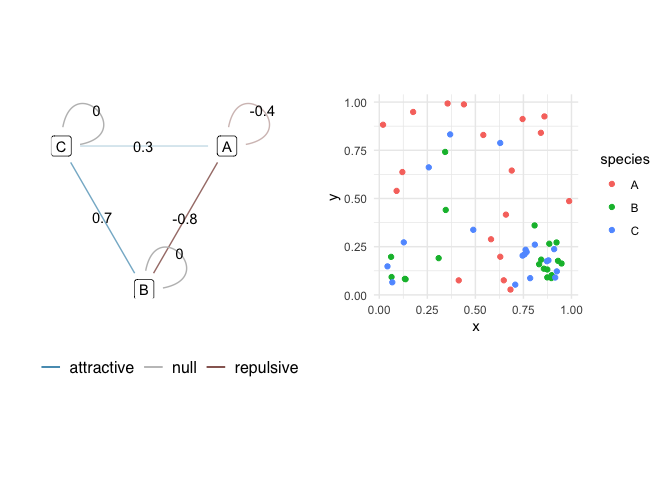 0
-0.4
C
0.3
A
0.7
-0.8
0
B
attractive null repulsive
1.00
0.75
0.50
0.25
0.00
y
0.00 0.25 0.50 0.75 1.00
x
species
A
B
C